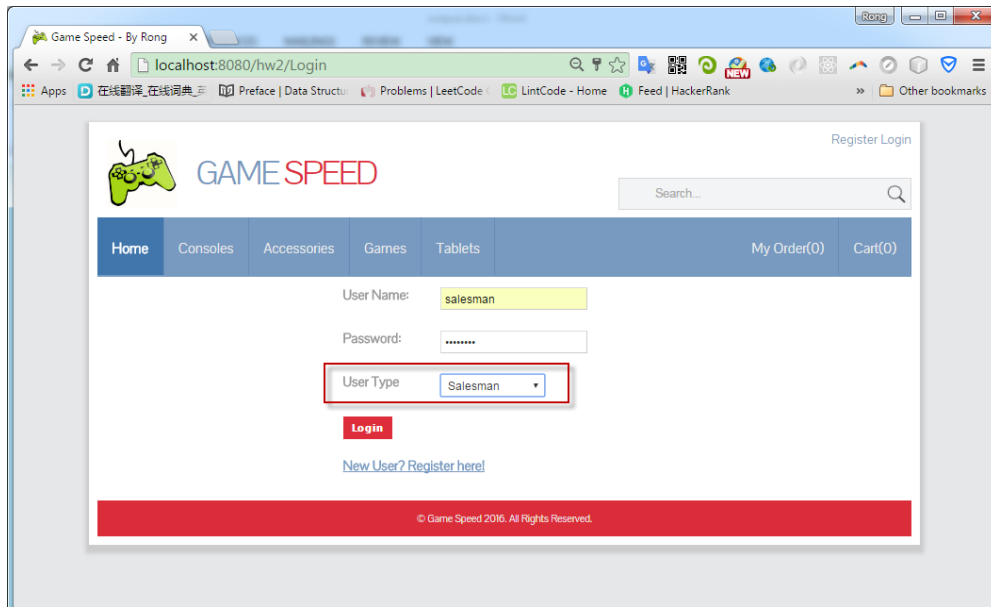 Rong
Game Speed - By Rong
localhost:8080/hw2/Login
NEW
Apps
D 在线翻译_在线词典_
Preface | Data Structu
Problems | LeetCode
LC LintCode - Home
H Feed | HackerRank
» Other bookmarks
Register Login
GAME SPEED
Search...
Home Consoles Accessories Games Tablets My Order(0) Cart(0)
User Name: salesman
Password: ••••••••
User Type Salesman
Login
New User? Register here!
© Game Speed 2016. All Rights Reserved.